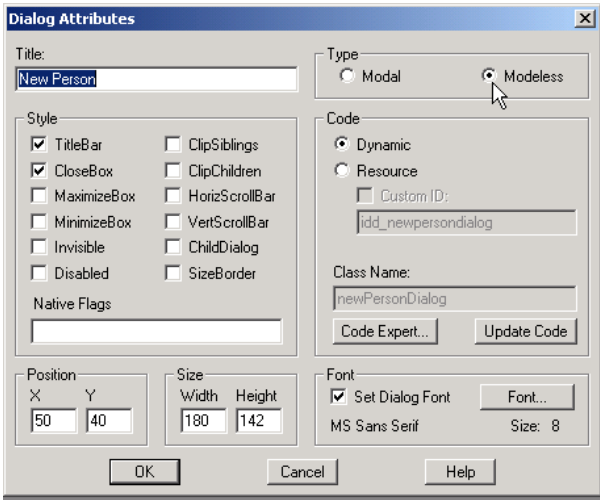 Dialog Attributes
Title:
New Person
Type
Modal
Modeless
Style
TitleBar
ClipSiblings
CloseBox
ClipChildren
MaximizeBox
HorizScrollBar
MinimizeBox
VertScrollBar
Invisible
ChildDialog
Disabled
SizeBorder
Native Flags
Code
Dynamic
Resource
Custom ID:
idd_newpersondialog
Class Name:
newPersonDialog
Code Expert...
Update Code
Position
X
Y
50
40
Size
Width
Height
180
142
Font
Set Dialog Font
Font...
MS Sans Serif
Size: 8
OK
Cancel
Help